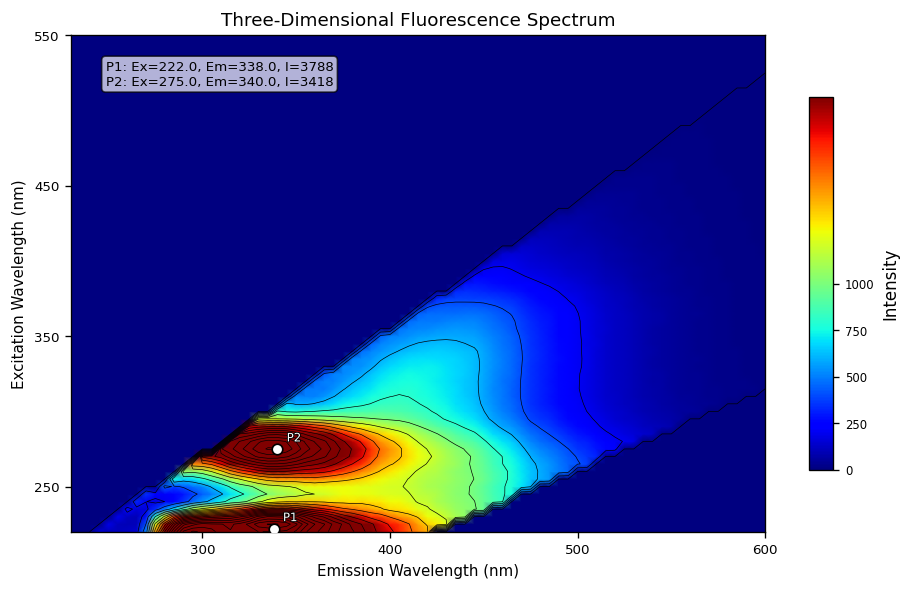 Three-Dimensional Fluorescence Spectrum
550
450
350
250
P1: Ex=222.0, Em=338.0, I=3788
P2: Ex=275.0, Em=340.0, I=3418
P2
P1
300
400
500
600
Emission Wavelength (nm)
Excitation Wavelength (nm)
1000
750
500
250
0
Intensity